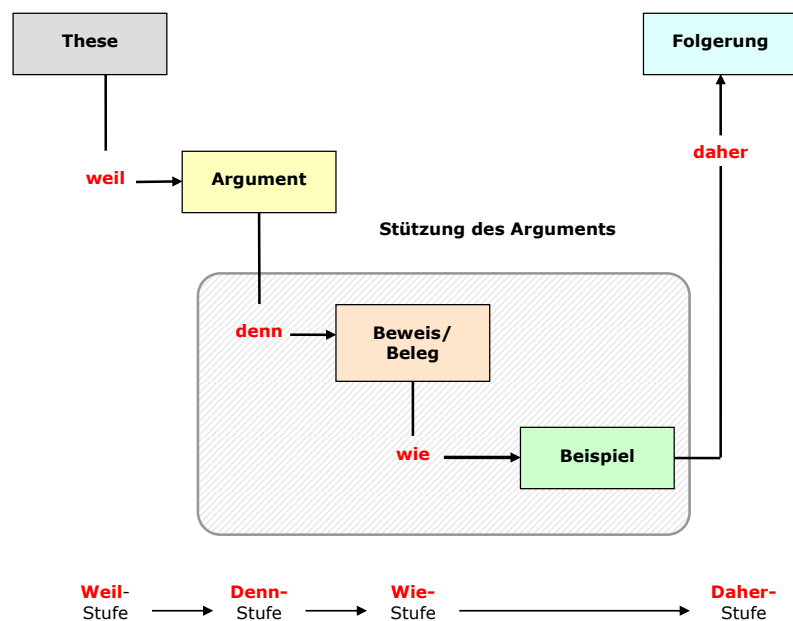 These
Folgerung
daher
weil
Argument
Stützung des Arguments
denn
Beweis/
Beleg
wie
Beispiel
Weil-
Stufe
Denn-
Stufe
Wie-
Stufe
Daher-
Stufe